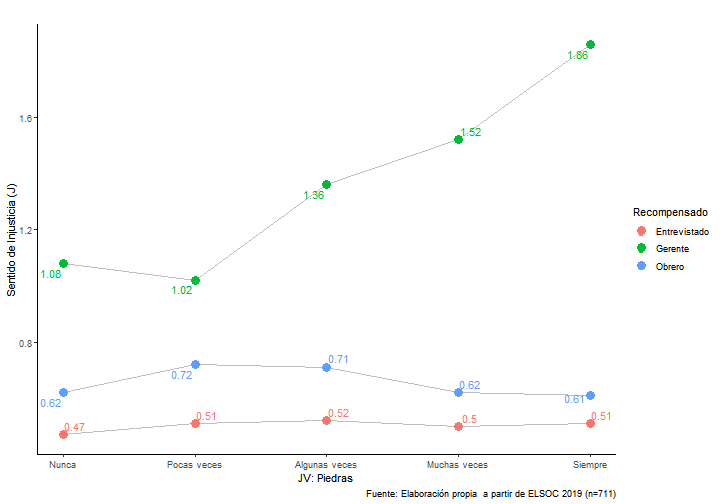 1.86
1.6
1.52
1.36
Sentido de Injusticia (J)
1.2
1.08
1.02
Recompensado
Entrevistado
Gerente
Obrero
0.8
0.62
0.72
0.71
0.62
0.61
0.47
0.51
0.52
0.5
0.51
Nunca Pocas veces Algunas veces Muchas veces Siempre
JV: Piedras
Fuente: Elaboración propia a partir de ELSOC 2019 (n=711)